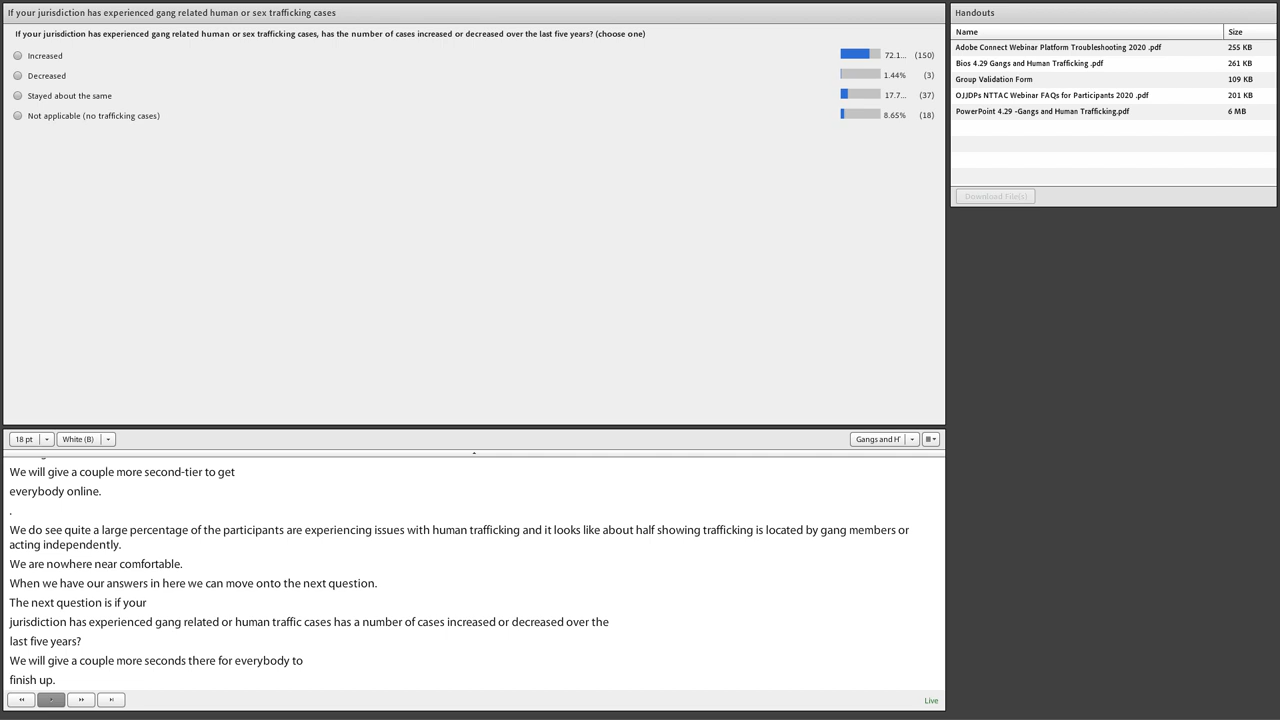 If your jurisdiction has experienced gang related human or sex trafficking cases
If your jurisdiction has experienced gang related human or sex trafficking cases, has the number of cases increased or decreased over the last five years? (choose one)
Increased 72.1... (150)
Decreased 1.44% (3)
Stayed about the same 17.7... (37)
Not applicable (no trafficking cases) 8.65% (18)
Handouts
Name Size
Adobe Connect Webinar Platform Troubleshooting 2020 .pdf 255 KB
Bios 4.29 Gangs and Human Trafficking .pdf 261 KB
Group Validation Form 109 KB
OJJDPs NTTAC Webinar FAQs for Participants 2020 .pdf 201 KB
PowerPoint 4.29 -Gangs and Human Trafficking.pdf 6 MB
Download File(s)
18 pt White (B) Gangs and H
We will give a couple more second-tier to get
everybody online.
.
We do see quite a large percentage of the participants are experiencing issues with human trafficking and it looks like about half showing trafficking is located by gang members or
acting independently.
We are nowhere near comfortable.
When we have our answers in here we can move onto the next question.
The next question is if your
jurisdiction has experienced gang related or human traffic cases has a number of cases increased or decreased over the
last five years?
We will give a couple more seconds there for everybody to
finish up.
Live